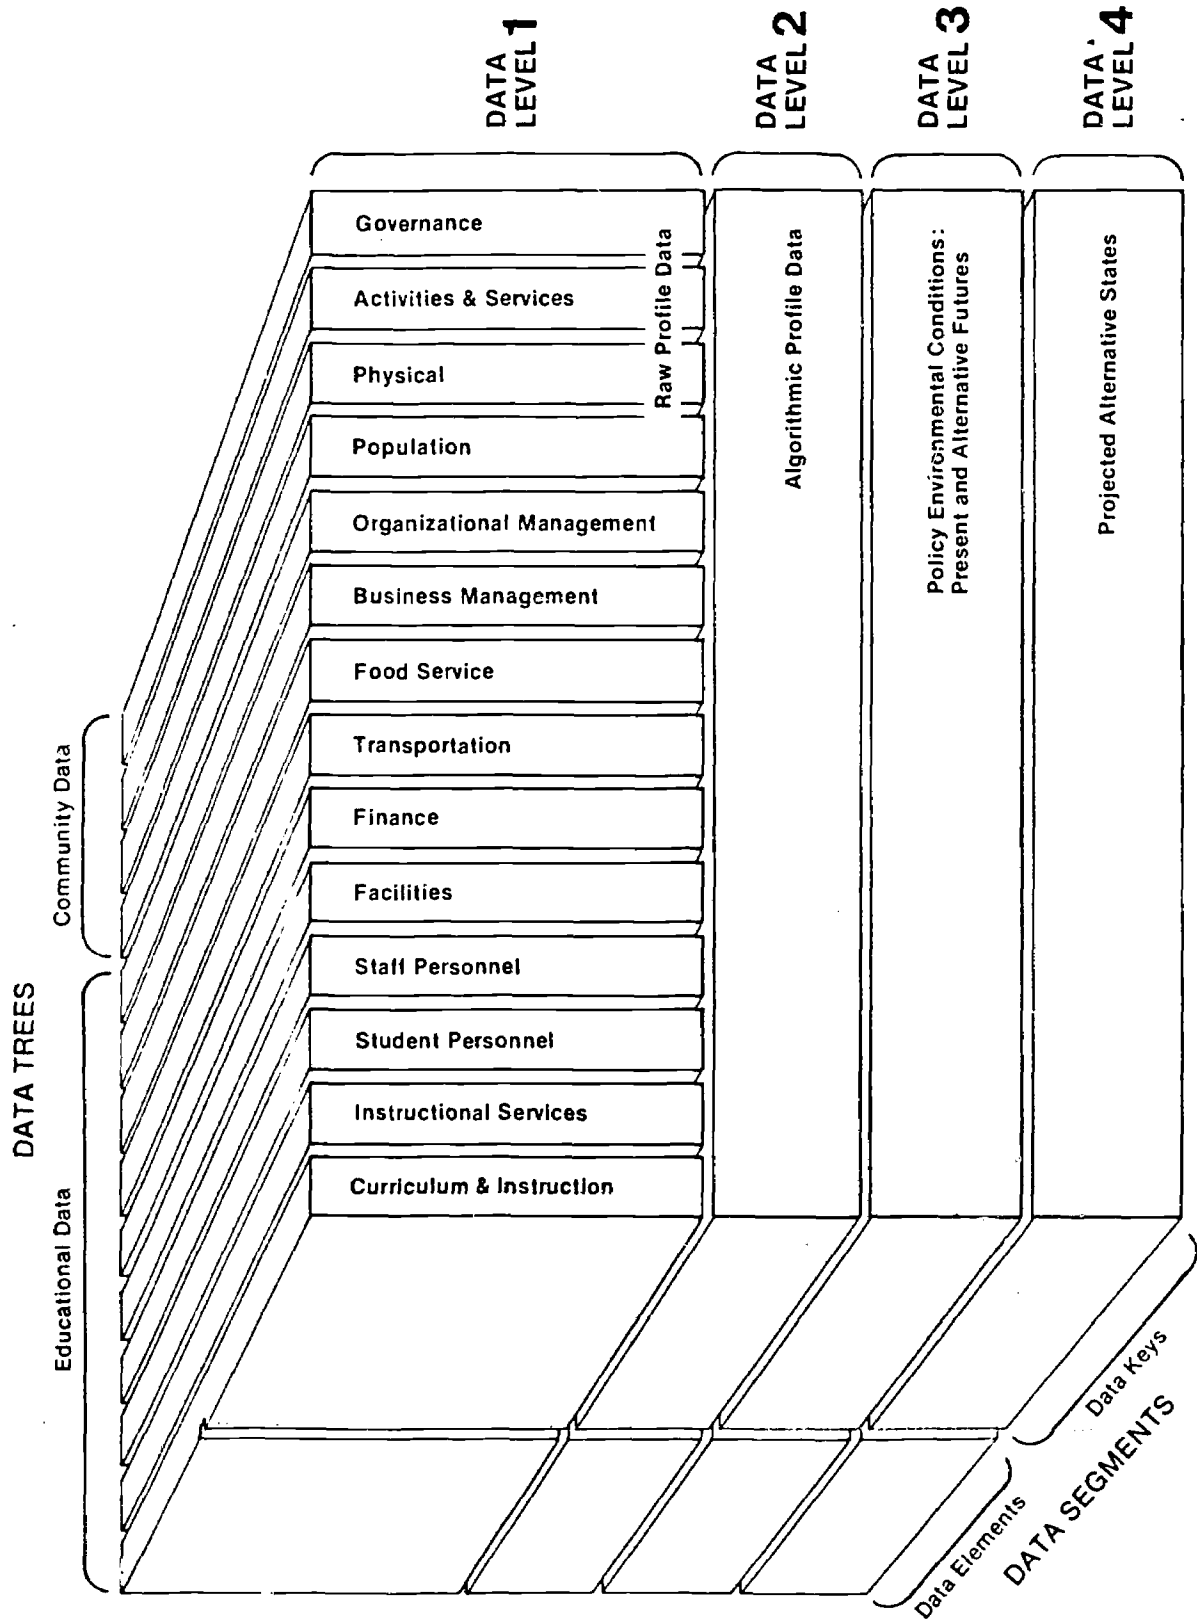 DATA TREES
Educational Data
Community Data
Curriculum & Instruction
Instructional Services
Student Personnel
Staff Personnel
Facilities
Finance
Transportation
Food Service
Business Management
Organizational Management
Population
Physical
Activities & Services
Governance
Raw Profile Data
DATA
LEVEL 1
Algorithmic Profile Data
DATA
LEVEL 2
Policy Environmental Conditions:
Present and Alternative Futures
DATA
LEVEL 3
Projected Alternative States
DATA
LEVEL 4
Data Elements
Data Keys
DATA SEGMENTS